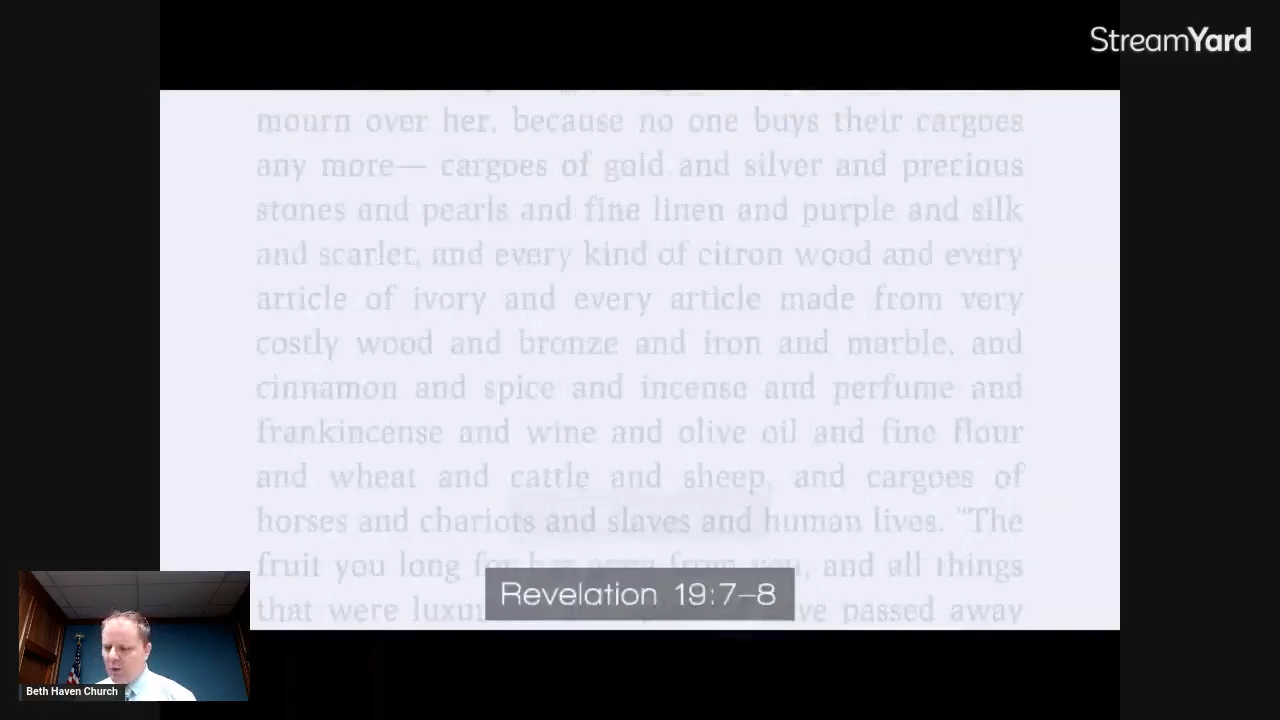 StreamYard
mourn over her, because no one buys their cargoes
any more— cargoes of gold and silver and precious
stones and pearls and fine linen and purple and silk
and scarlet, and every kind of citron wood and every
article of ivory and every article made from very
costly wood and bronze and iron and marble, and
cinnamon and spice and incense and perfume and
frankincense and wine and olive oil and fine flour
and wheat and cattle and sheep, and cargoes of
horses and chariots and slaves and human lives. “The
fruit you long for has gone from you, and all things
that were passed away
Revelation 19:7–8
Beth Haven Church